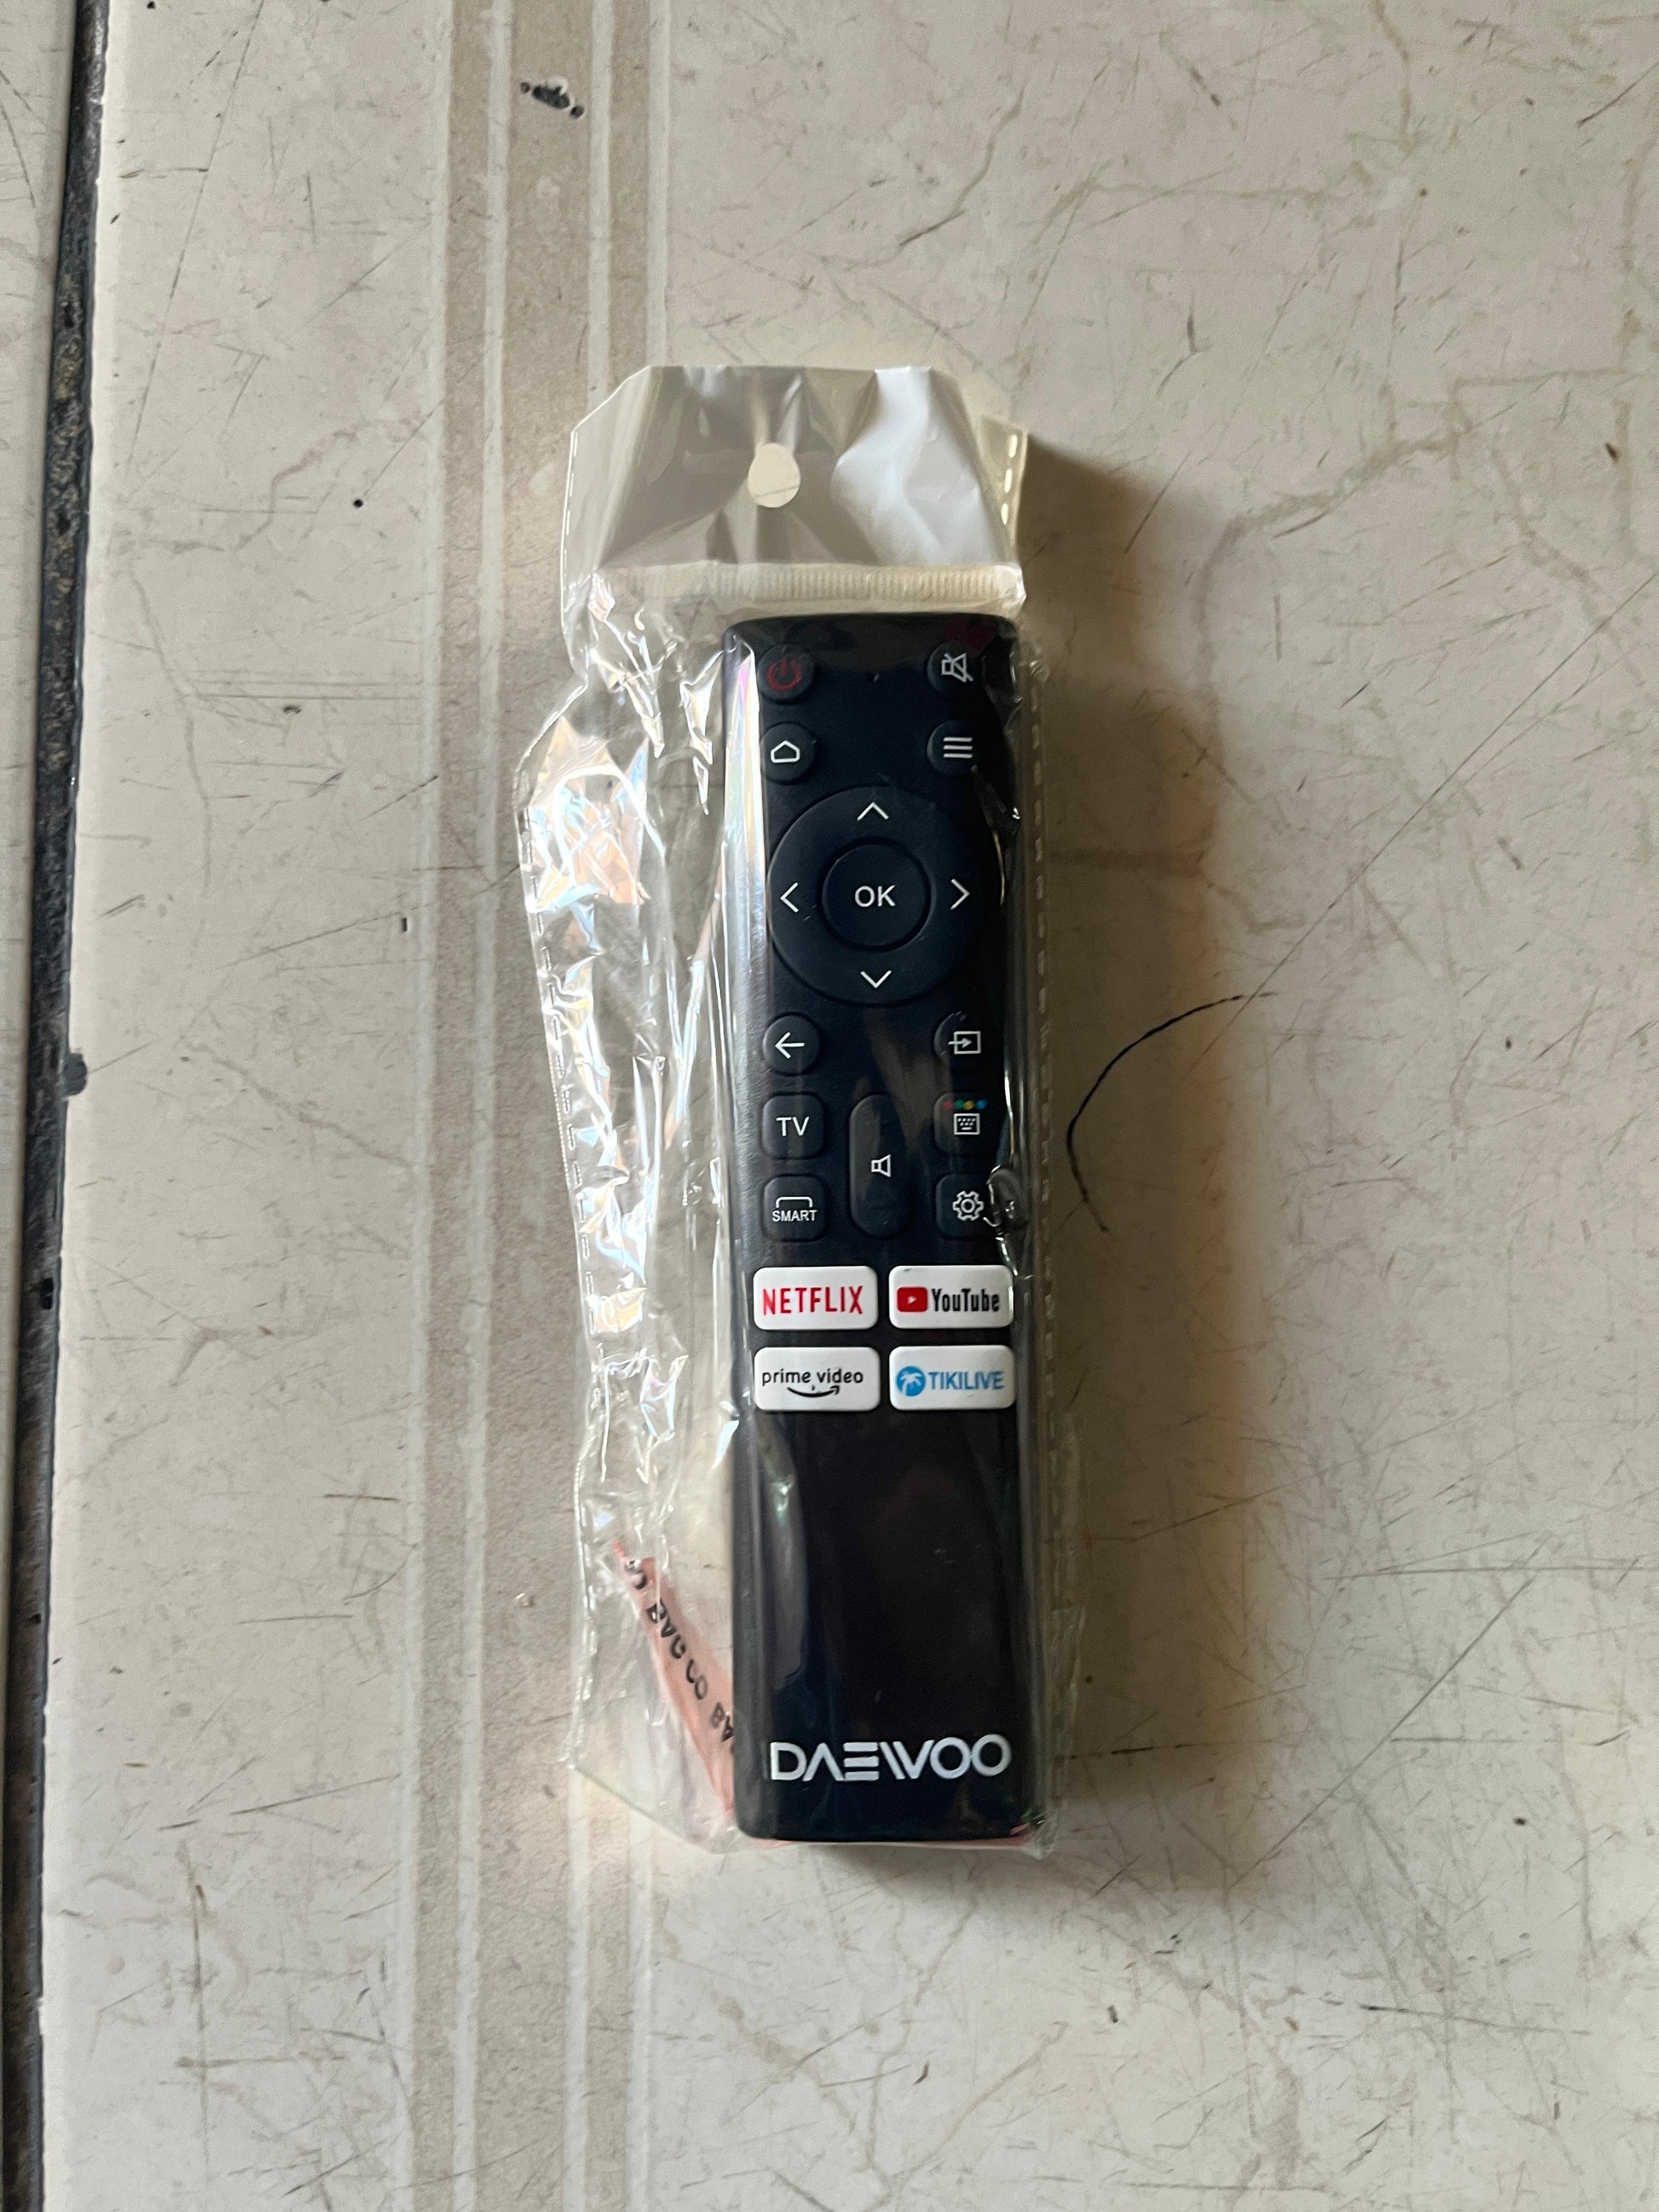 OK
TV
SMART
NETFLIX
YouTube
prime video
TIKILIVE
DAEWOO